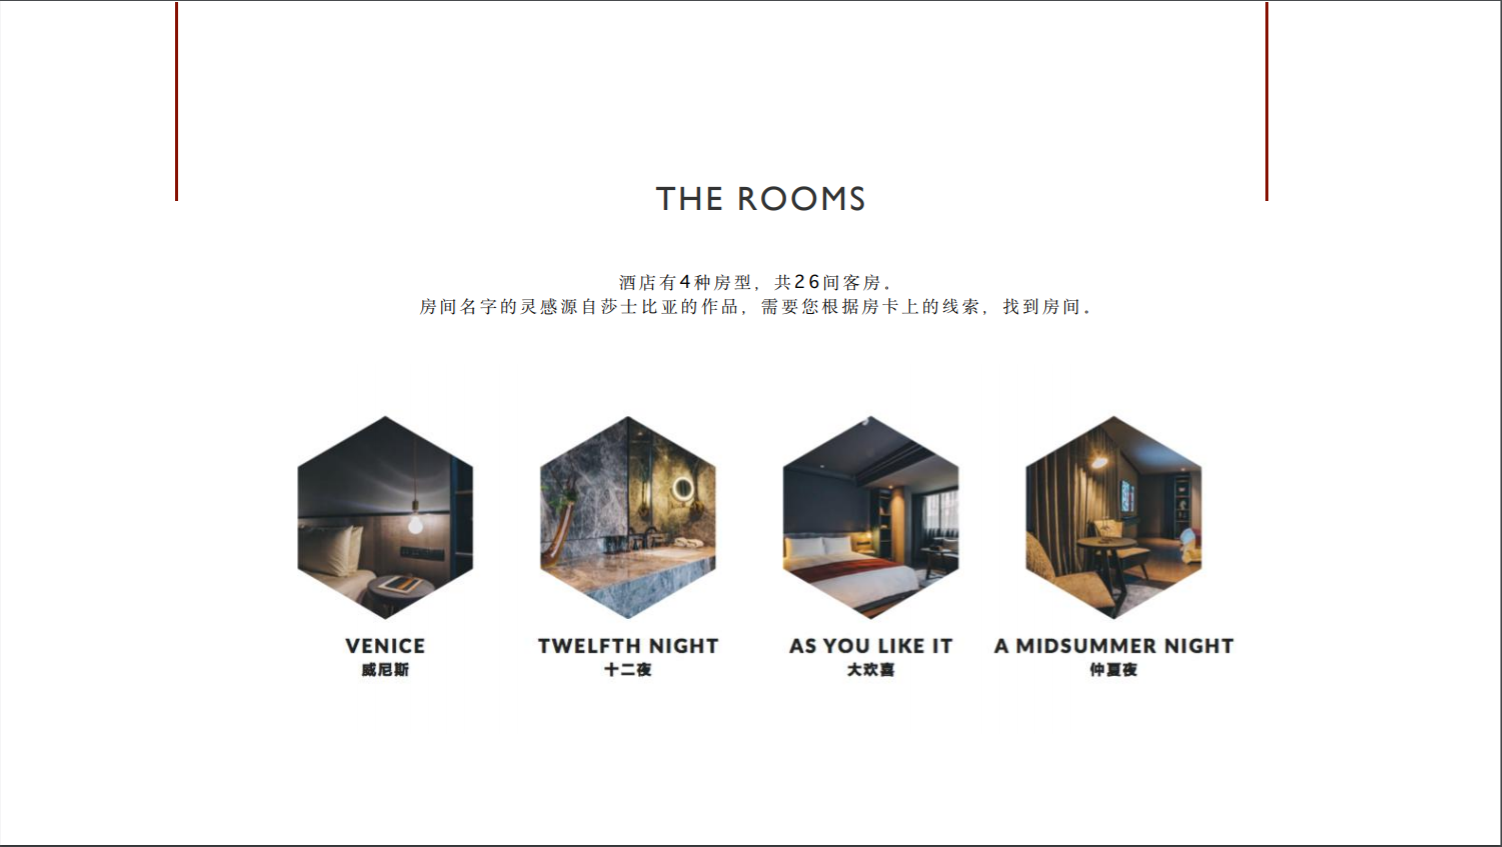 THE ROOMS
酒店有4种房型，共26间客房。
房间名字的灵感源自莎士比亚的作品，需要您根据房卡上的线索，找到房间。
VENICE
威尼斯
TWELFTH NIGHT
十二夜
AS YOU LIKE IT
大欢喜
A MIDSUMMER NIGHT
仲夏夜